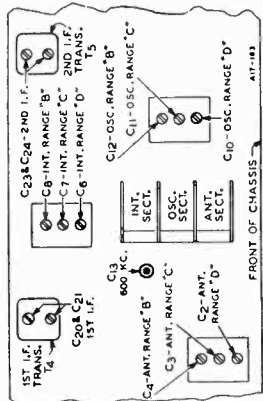 1ST I.F.
TRANS.
T4
C20 & C21
1ST I.F.
C23 & C24-2ND I.F.
C8-INT. RANGE "B"
C7-INT. RANGE "C"
C6-INT. RANGE "D"
2ND I.F.
TRANS.
T5
C13
600 KC.
INT.
SECT.
OSC.
SECT.
ANT.
SECT.
C12-OSC. RANGE "B"
C11-OSC. RANGE "C"
C10-OSC. RANGE "D"
C4-ANT. RANGE "B"
C3-ANT. RANGE "C"
C2-ANT.
RANGE "D"
FRONT OF CHASSIS
A17-183